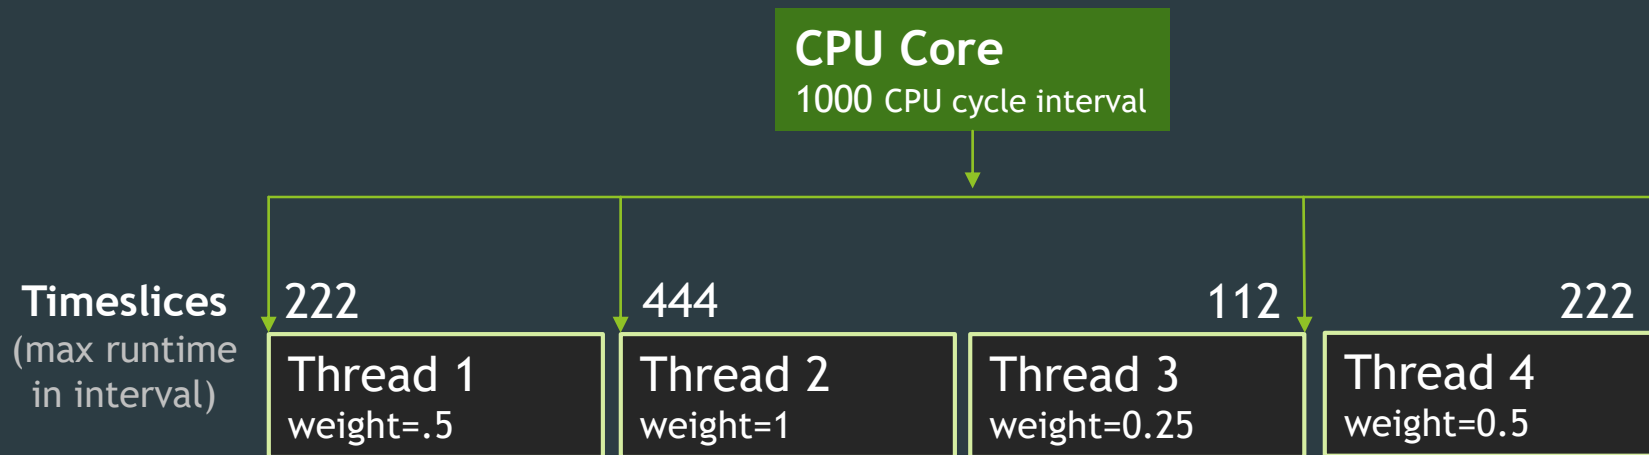 CPU Core
1000 CPU cycle interval
Timeslices
(max runtime
in interval)
222
444
112
222
Thread 1
weight=.5
Thread 2
weight=1
Thread 3
weight=0.25
Thread 4
weight=0.5